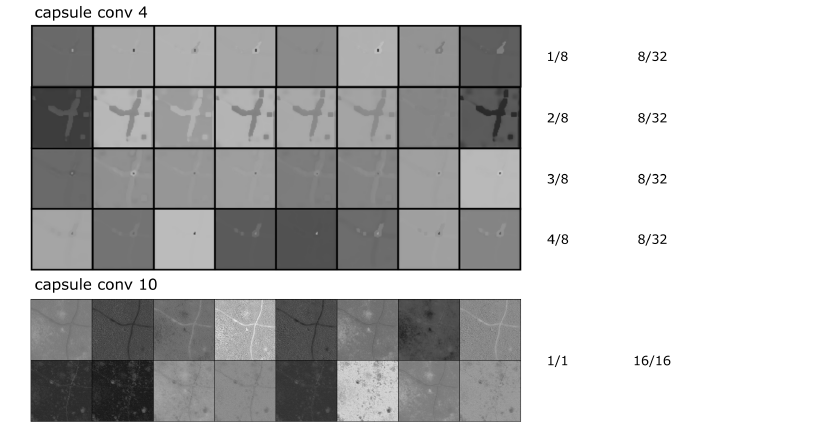 capsule conv 4
1/8 8/32
2/8 8/32
3/8 8/32
4/8 8/32
capsule conv 10
1/1 16/16